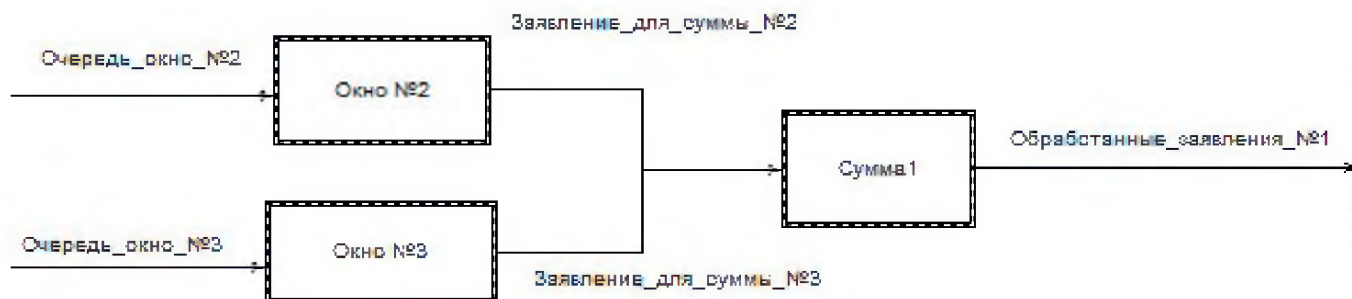 Заявление_для_суммы_№2
Очередь_окно_№2
Окно №2
Обработанные_заявления_№1
Сумма1
Очередь_окно_№3
Окно №3
Заявление_для_суммы_№3